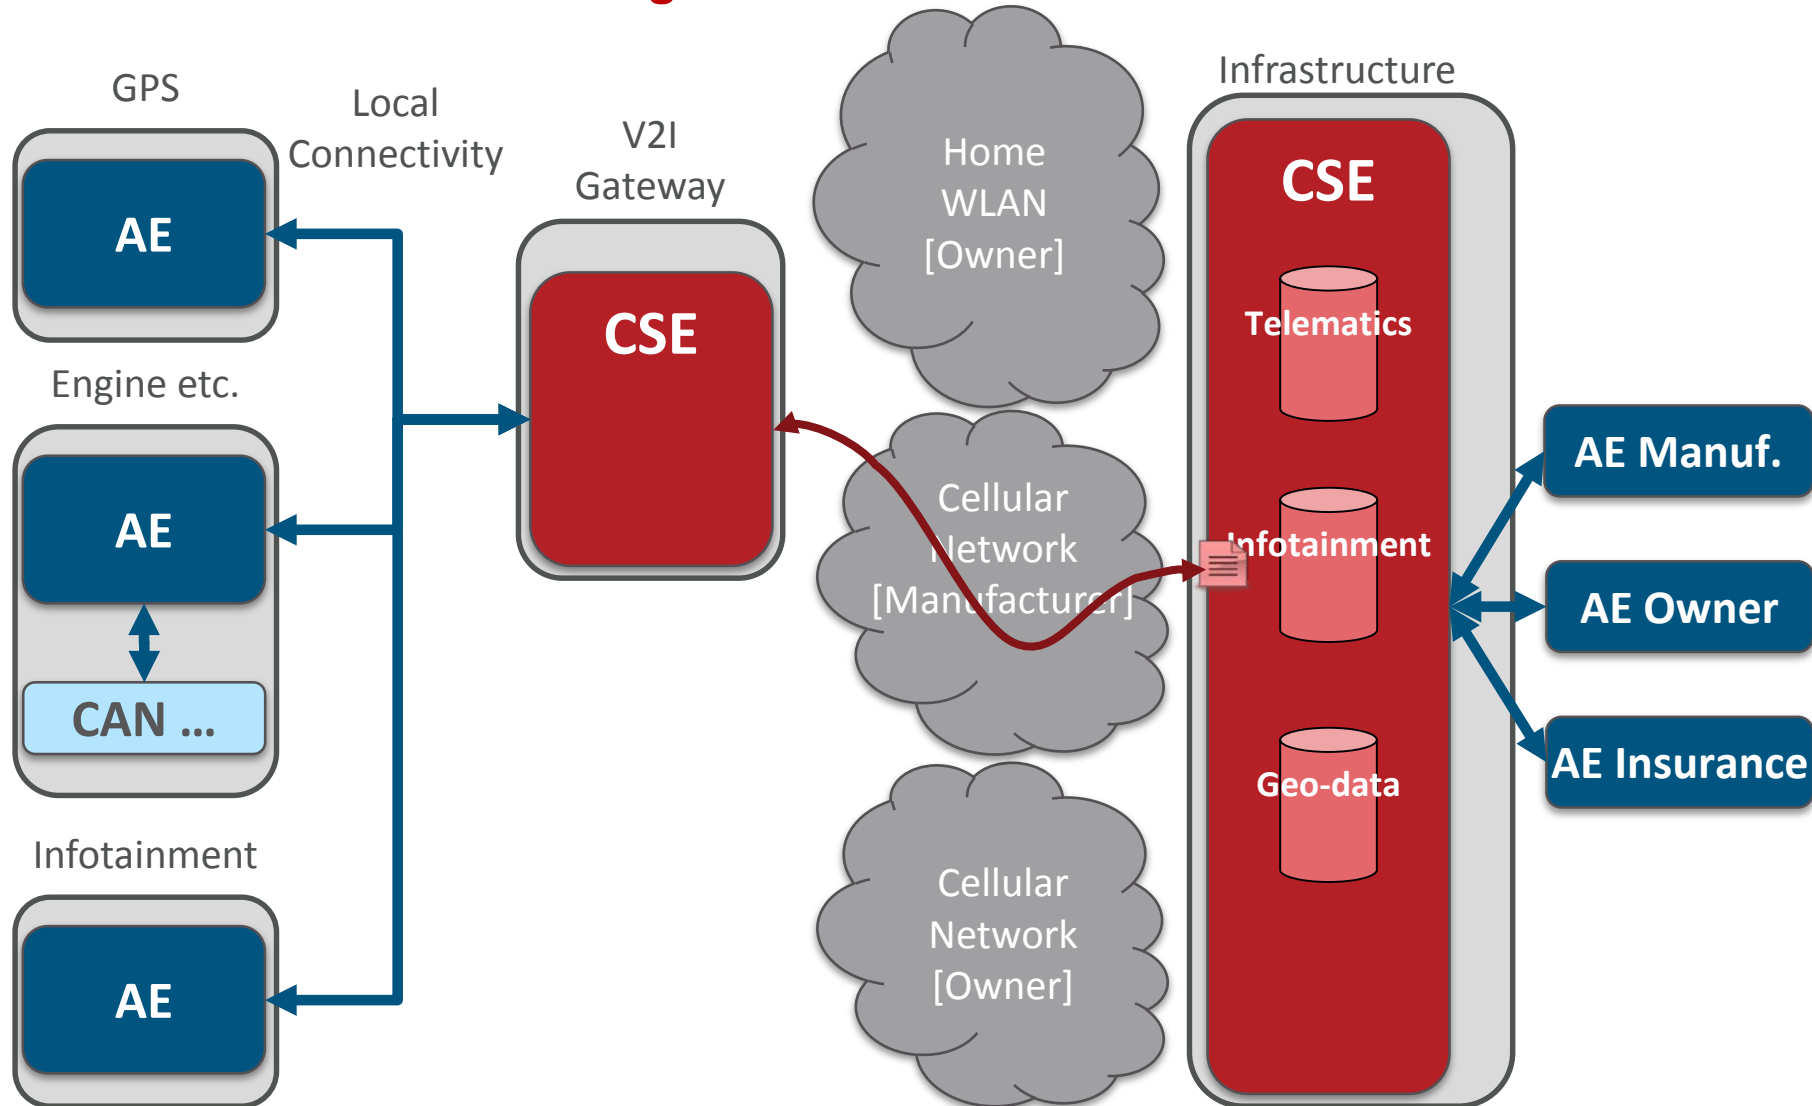 GPS
AE
Engine etc.
AE
CAN ...
Infotainment
AE
Local
Connectivity
V2I
Gateway
CSE
Home
WLAN
[Owner]
Cellular
Network
[Manufacturer]
Cellular
Network
[Owner]
Infrastructure
CSE
Telematics
Infotainment
Geo-data
AE Manuf.
AE Owner
AE Insurance